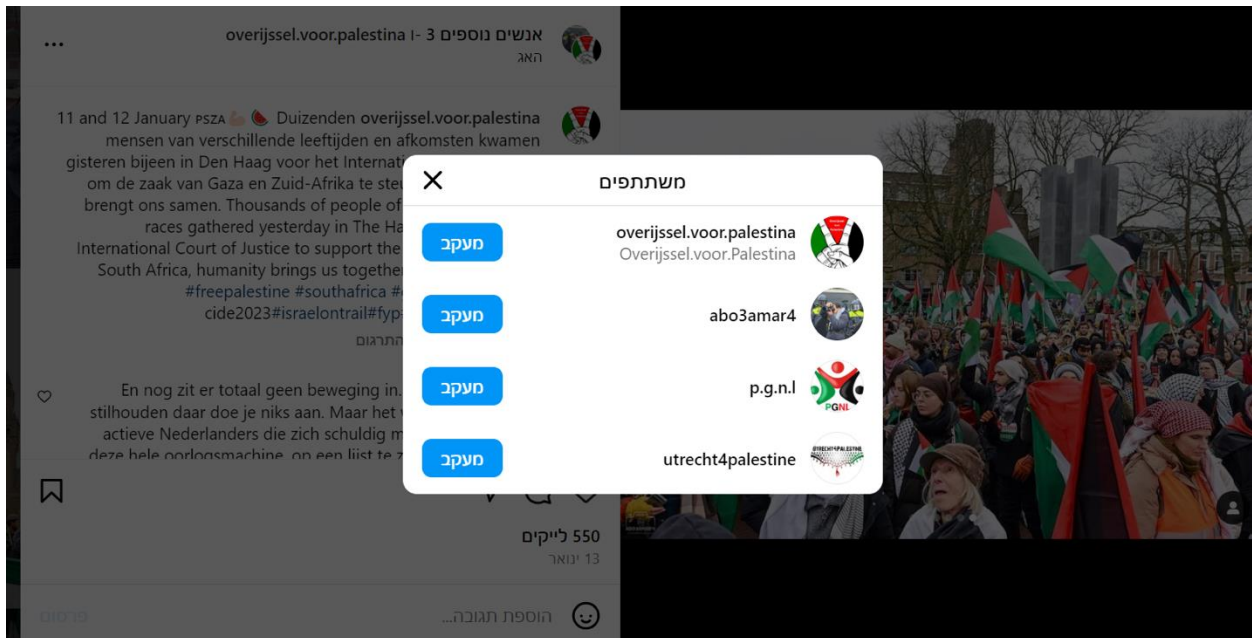 overijssel.voor.palestina ו- 3 אנשים נוספים
האג
overijssel.voor.palestina Duizenden 🍉 💪🏻 PSZA 11 and 12 January
mensen van verschillende leeftijden en afkomsten kwamen
gisteren bijeen in Den Haag voor het
om de zaak van Gaza en Zuid-Afrika te
brengt ons samen. Thousands of people of
races gathered yesterday in The
International Court of Justice to support the
South Africa, humanity brings us
#freepalestine #southafrica
cide2023#israelontrail#fyp
התרגום
En nog zit er totaal geen beweging in.
stilhouden daar doe je niks aan. Maar het
actieve Nederlanders die zich schuldig
deze hele oorlogsmachine, op een lijst te
550 לייקים
13 ינואר
הוספת תגובה...
פרסום
משתתפים
overijssel.voor.palestina
Overijssel.Voor.Palestina
מעקב
abo3amar4
מעקב
p.g.n.l
PGNL
מעקב
utrecht4palestine
UTRECHT4PALESTINE
מעקב